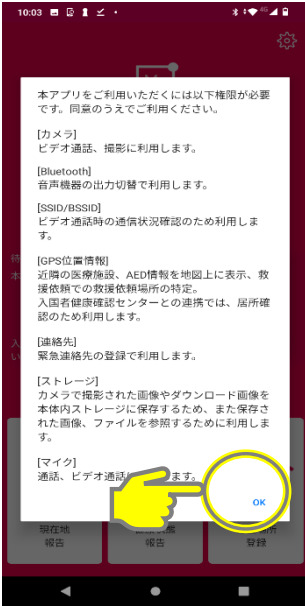 10:03
4G
本アプリをご利用いただくには以下権限が必要
です。同意のうえでご利用ください。
[カメラ]
ビデオ通話、撮影に利用します。
[Bluetooth]
音声機器の出力切替で利用します。
[SSID/BSSID]
ビデオ通話時の通信状況確認のため利用しま
す。
[GPS位置情報]
近隣の医療施設、AED情報を地図上に表示、救
援依頼での救援依頼場所の特定。
入国者健康確認センターとの連携では、居所確
認のため利用します。
[連絡先]
緊急連絡先の登録で利用します。
[ストレージ]
カメラで撮影された画像やダウンロード画像を
本体内ストレージに保存するため、また保存さ
れた画像、ファイルを参照するために利用しま
す。
[マイク]
通話、ビデオ通話に
ます。
OK
現在地
報告
報告
登録